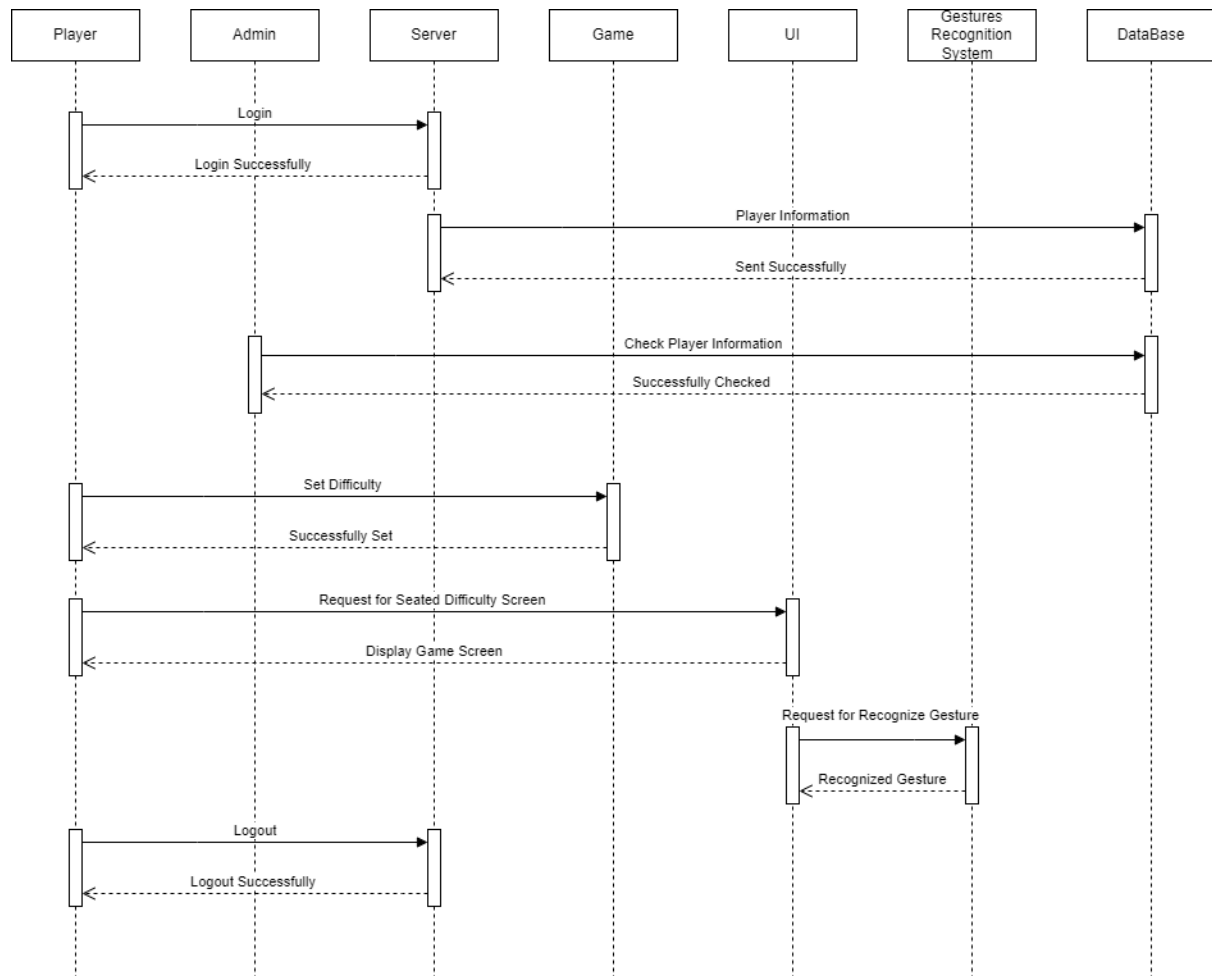 Player
Admin
Server
Game
UI
Gestures
Recognition
System
DataBase
Login
Login Successfully
Player Information
Sent Successfully
Check Player Information
Successfully Checked
Set Difficulty
Successfully Set
Request for Seated Difficulty Screen
Display Game Screen
Request for Recognize Gesture
Recognized Gesture
Logout
Logout Successfully